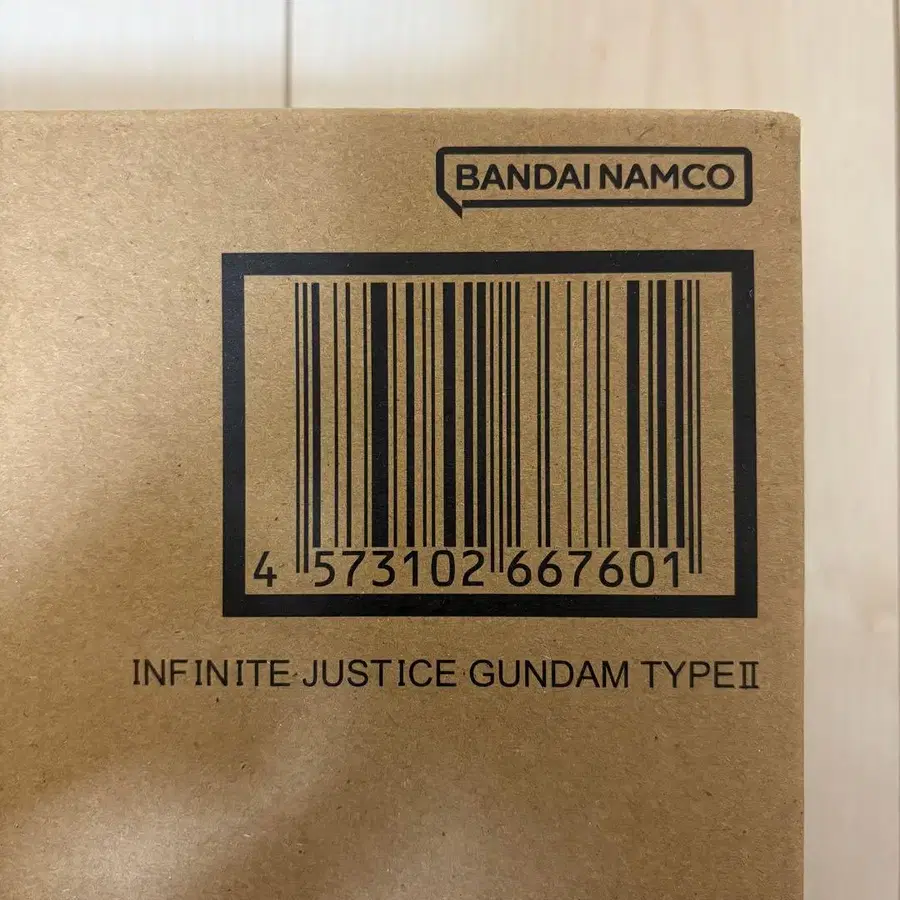 BANDAI NAMCO
4 573102 667601
INFINITE JUSTICE GUNDAM TYPEⅡ